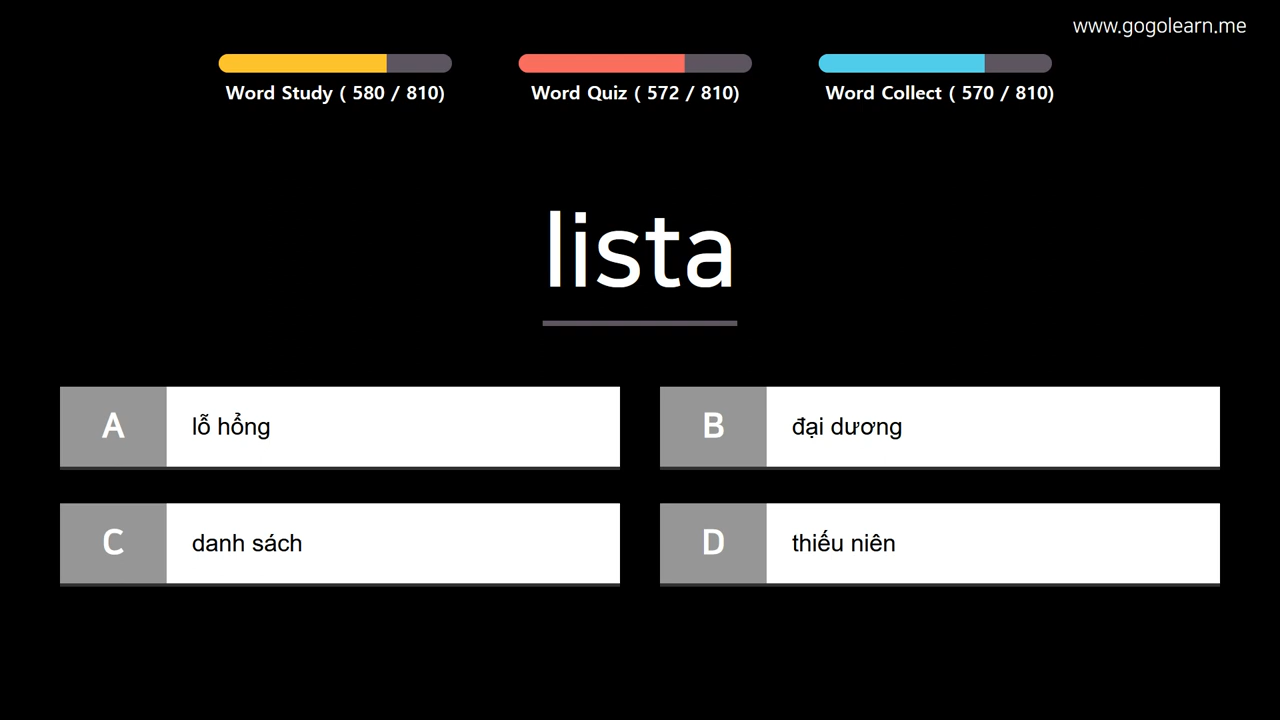 www.gogolearn.me
Word Study ( 580 / 810)
Word Quiz ( 572 / 810)
Word Collect ( 570 / 810)
lista
A lỗ hổng
B đại dương
C danh sách
D thiếu niên